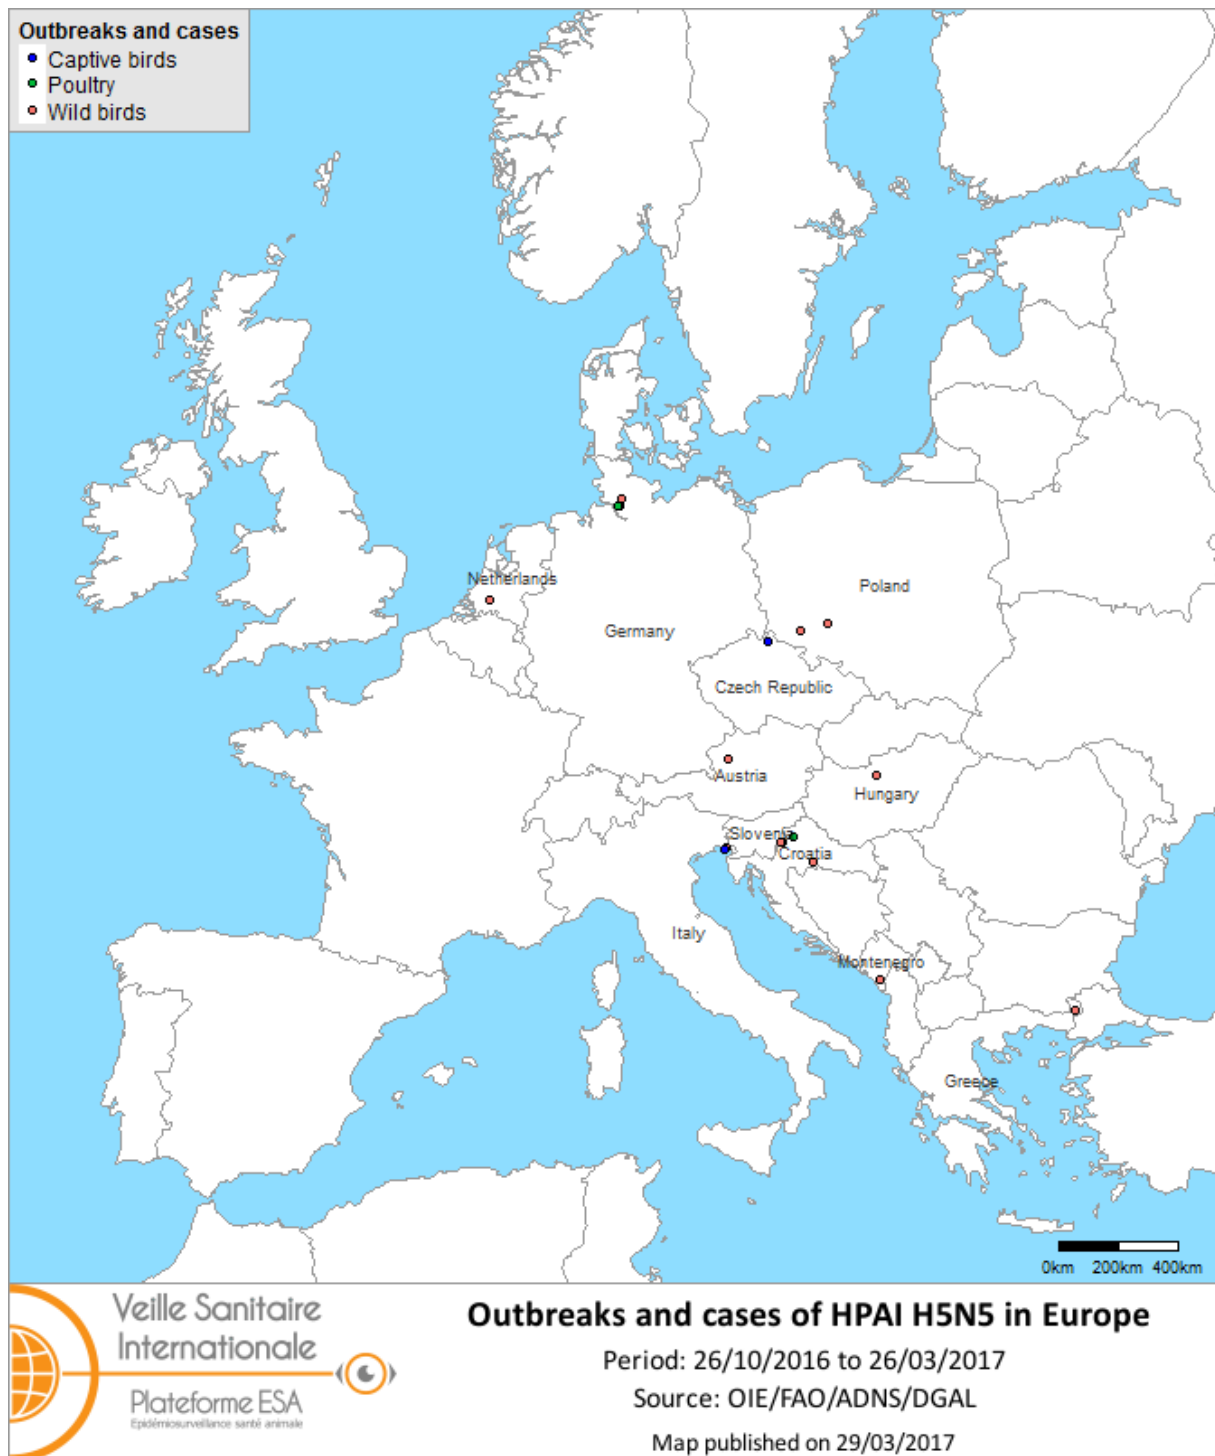 Outbreaks and cases
Captive birds
Poultry
Wild birds
Netherlands
Poland
Germany
Czech Republic
Austria
Hungary
Slovenia
Croatia
Italy
Montenegro
Greece
0km 200km 400km
Veille Sanitaire
Internationale
Plateforme ESA
Epidémiosurveillance santé animale
Outbreaks and cases of HPAI H5N5 in Europe
Period: 26/10/2016 to 26/03/2017
Source: OIE/FAO/ADNS/DGAL
Map published on 29/03/2017